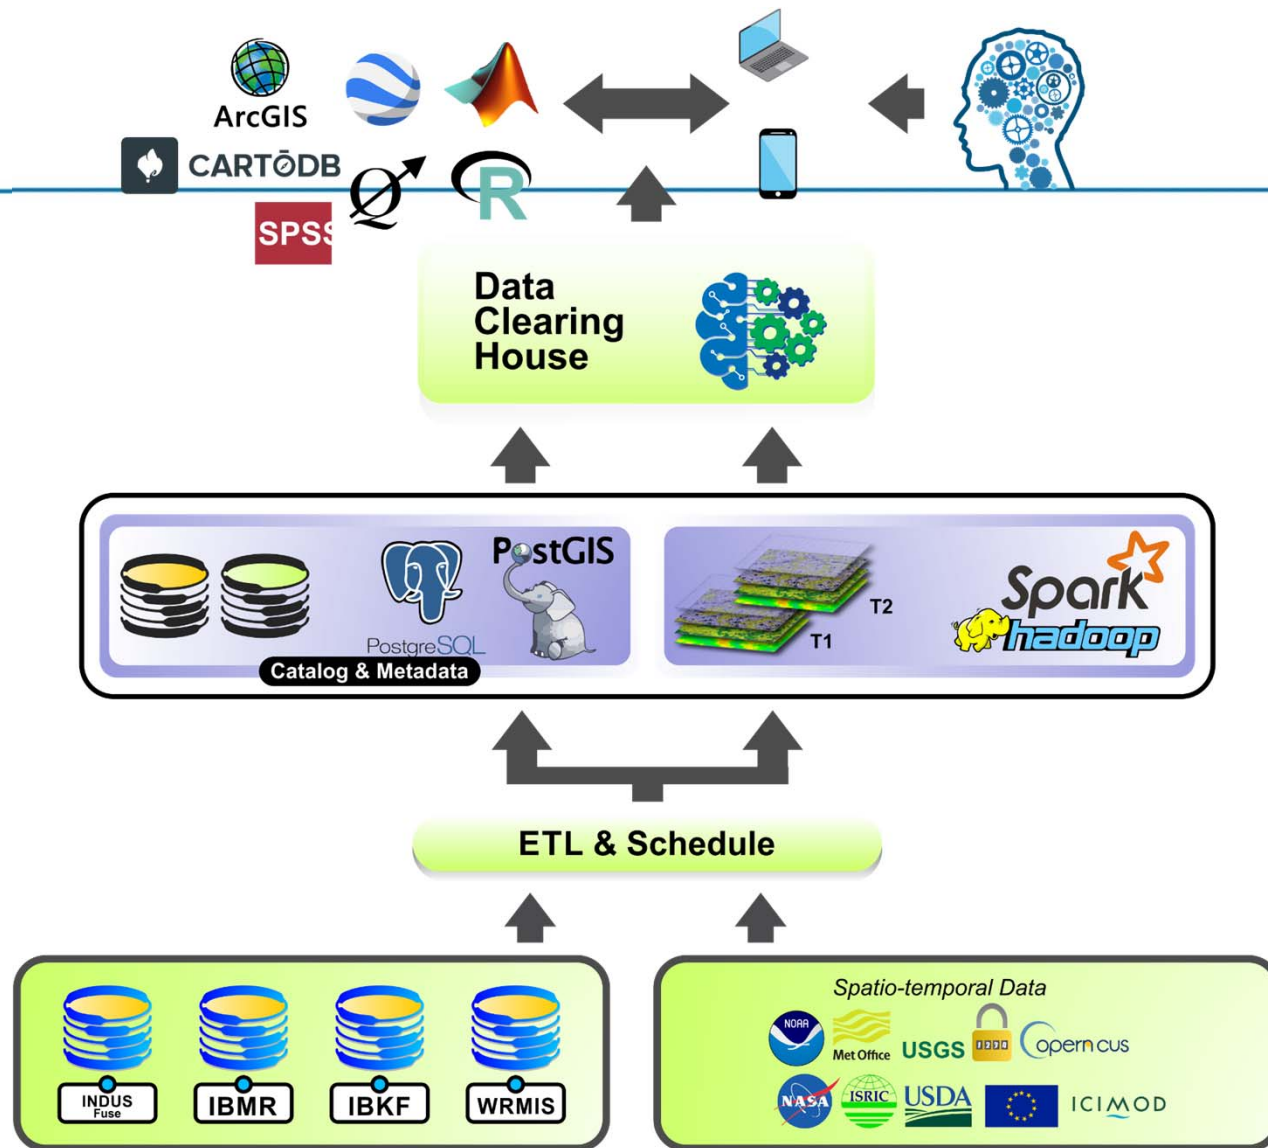 ArcGIS
CARTŌDB
SPSS
Q
R
Data
Clearing
House
PostGIS
PostgreSQL
Catalog & Metadata
T2
T1
Spark
hadoop
ETL & Schedule
INDUS
Fuse
IBMR
IBKF
WRMIS
Spatio-temporal Data
NOAA
Met Office
USGS
opernicus
NASA
ISRIC
USDA
ICIMOD